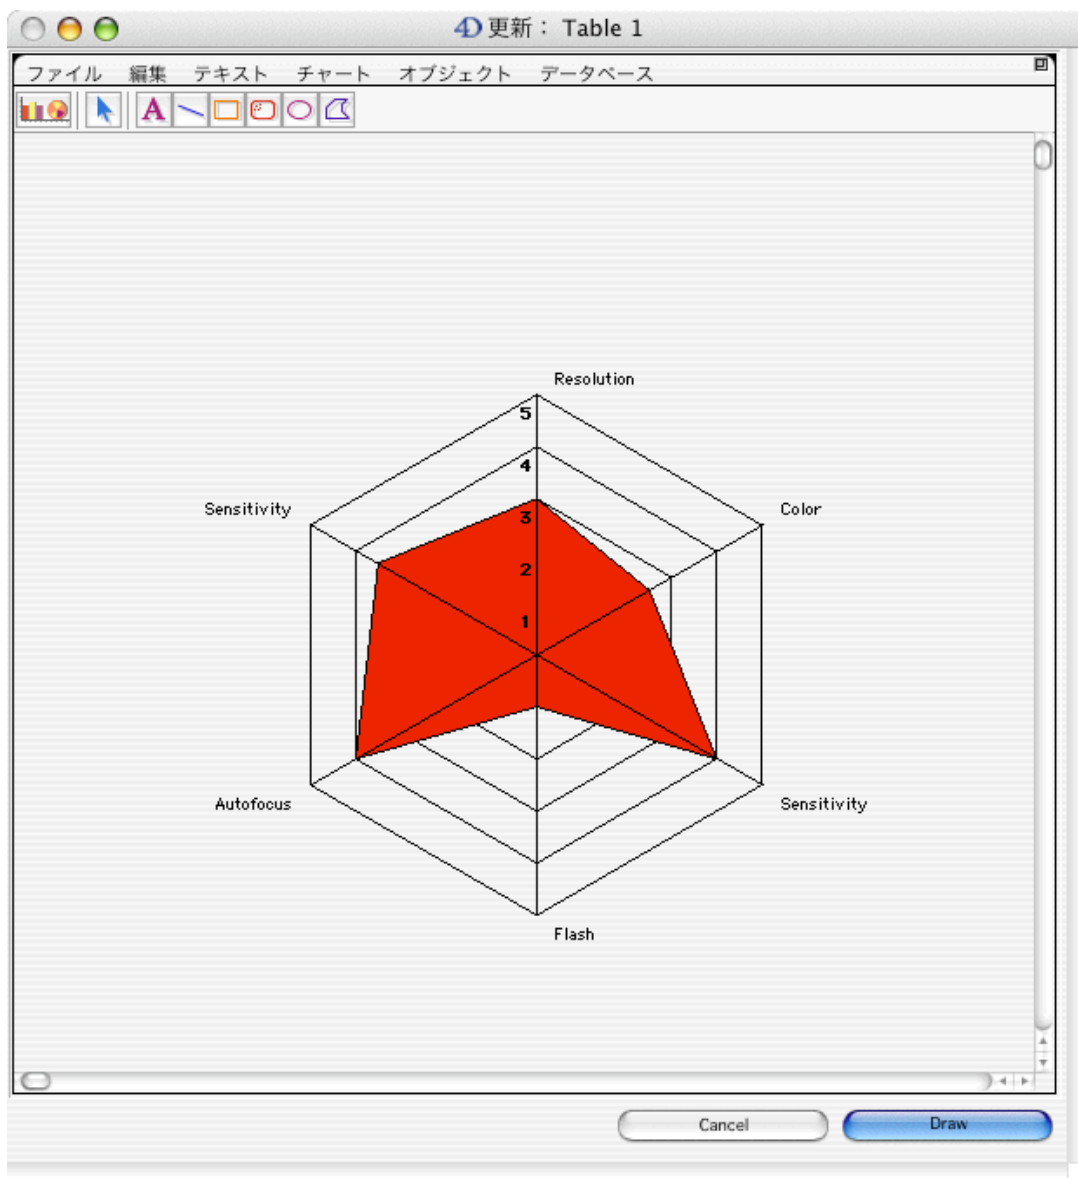 4D 更新： Table 1
ファイル 編集 テキスト チャート オブジェクト データベース
A
Resolution
5
4
Sensitivity
Color
3
2
1
Autofocus
Sensitivity
Flash
Cancel
Draw